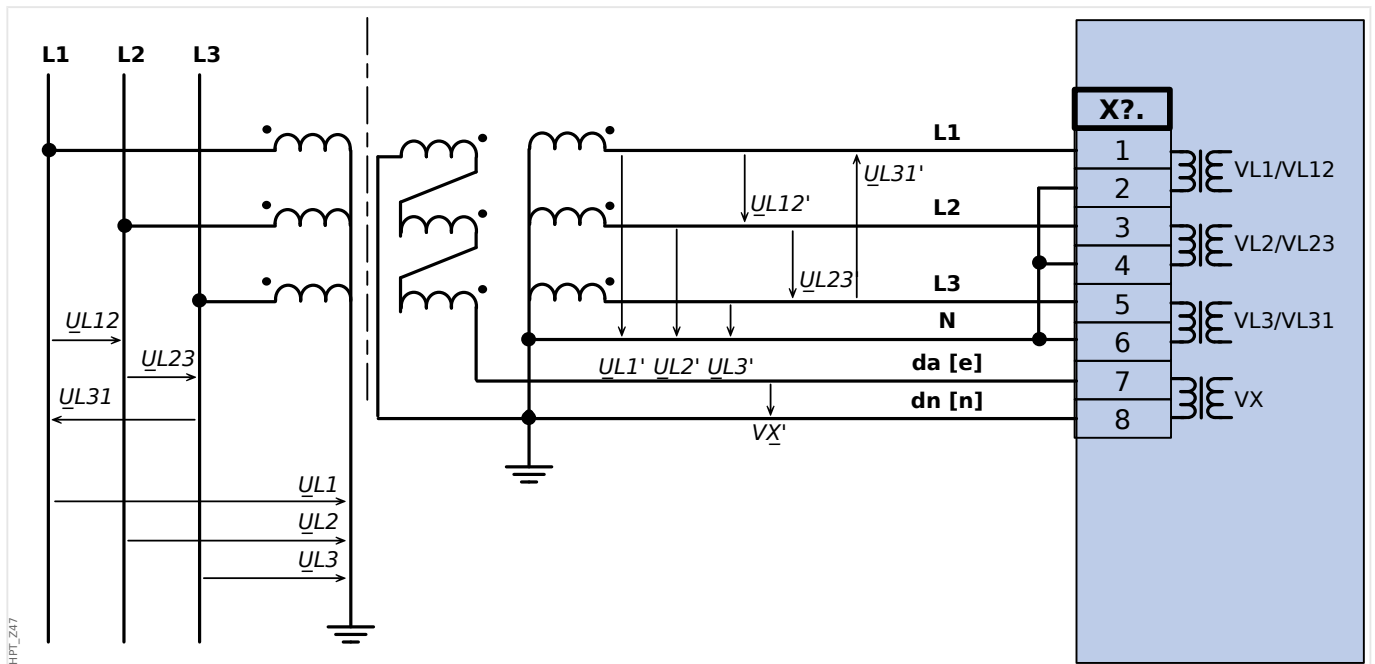 L1 L2 L3
X?.
L1
1
VL1/VL12
UL31'
2
UL12'
L2
3
VL2/VL23
4
UL23'
L3
5
UL12
N
VL3/VL31
6
UL23
UL1' UL2' UL3'
da [e]
7
UL31
dn [n]
VX
8
VX'
UL1
UL2
UL3
HPT_Z47